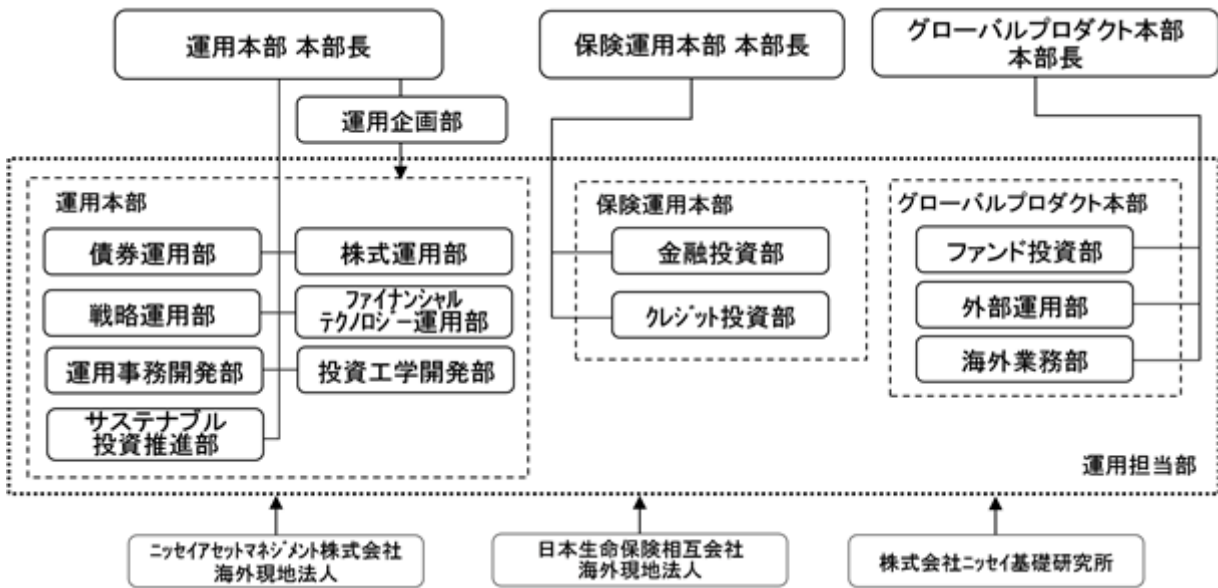 運用本部 本部長
保険運用本部 本部長
グローバルプロダクト本部
本部長
運用企画部
運用本部
債券運用部
株式運用部
戦略運用部
ファイナンシャル
テクノロジー運用部
運用事務開発部
投資工学開発部
サステナブル
投資推進部
保険運用本部
金融投資部
クレジット投資部
グローバルプロダクト本部
ファンド投資部
外部運用部
海外業務部
運用担当部
ニッセイアセットマネジメント株式会社
海外現地法人
日本生命保険相互会社
海外現地法人
株式会社ニッセイ基礎研究所